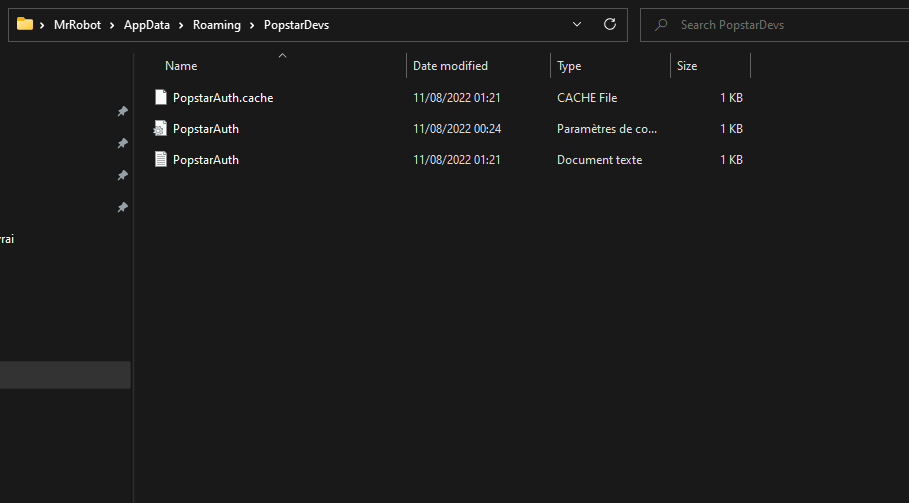 MrRobot > AppData > Roaming > PopstarDevs Search PopstarDevs
Name Date modified Type Size
PopstarAuth.cache 11/08/2022 01:21 CACHE File 1 KB
PopstarAuth 11/08/2022 00:24 Paramètres de co... 1 KB
PopstarAuth 11/08/2022 01:21 Document texte 1 KB
rai